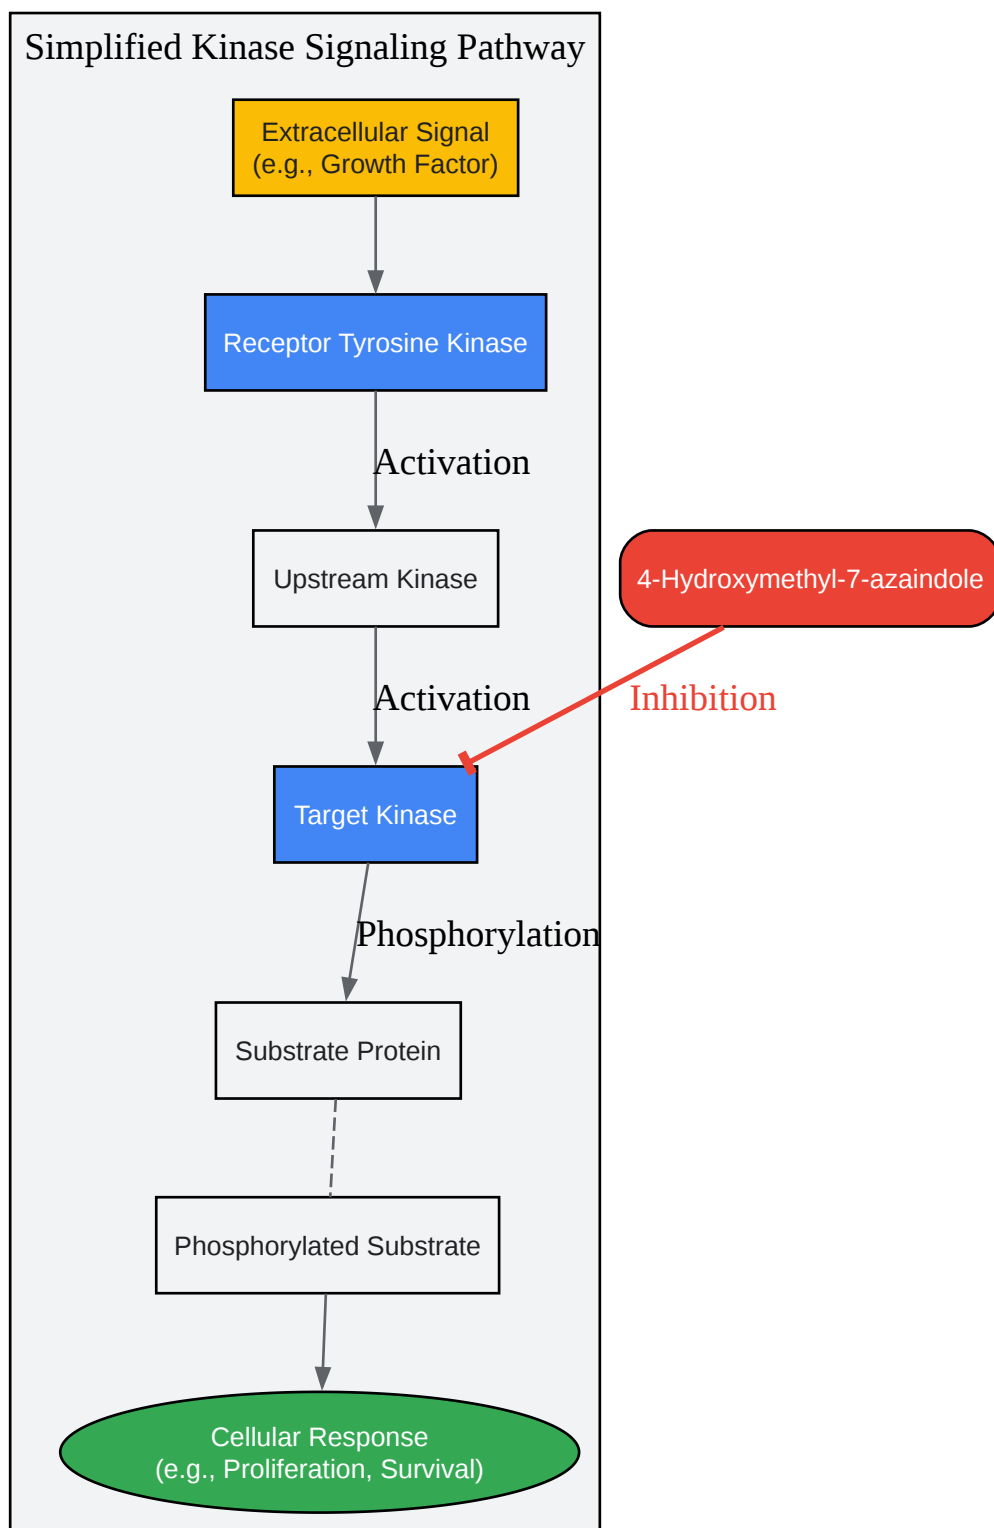 Simplified Kinase Signaling Pathway
Extracellular Signal
(e.g., Growth Factor)
Receptor Tyrosine Kinase
Activation
Upstream Kinase
4-Hydroxymethyl-7-azaindole
Activation
Inhibition
Target Kinase
Phosphorylation
Substrate Protein
Phosphorylated Substrate
Cellular Response
(e.g., Proliferation, Survival)